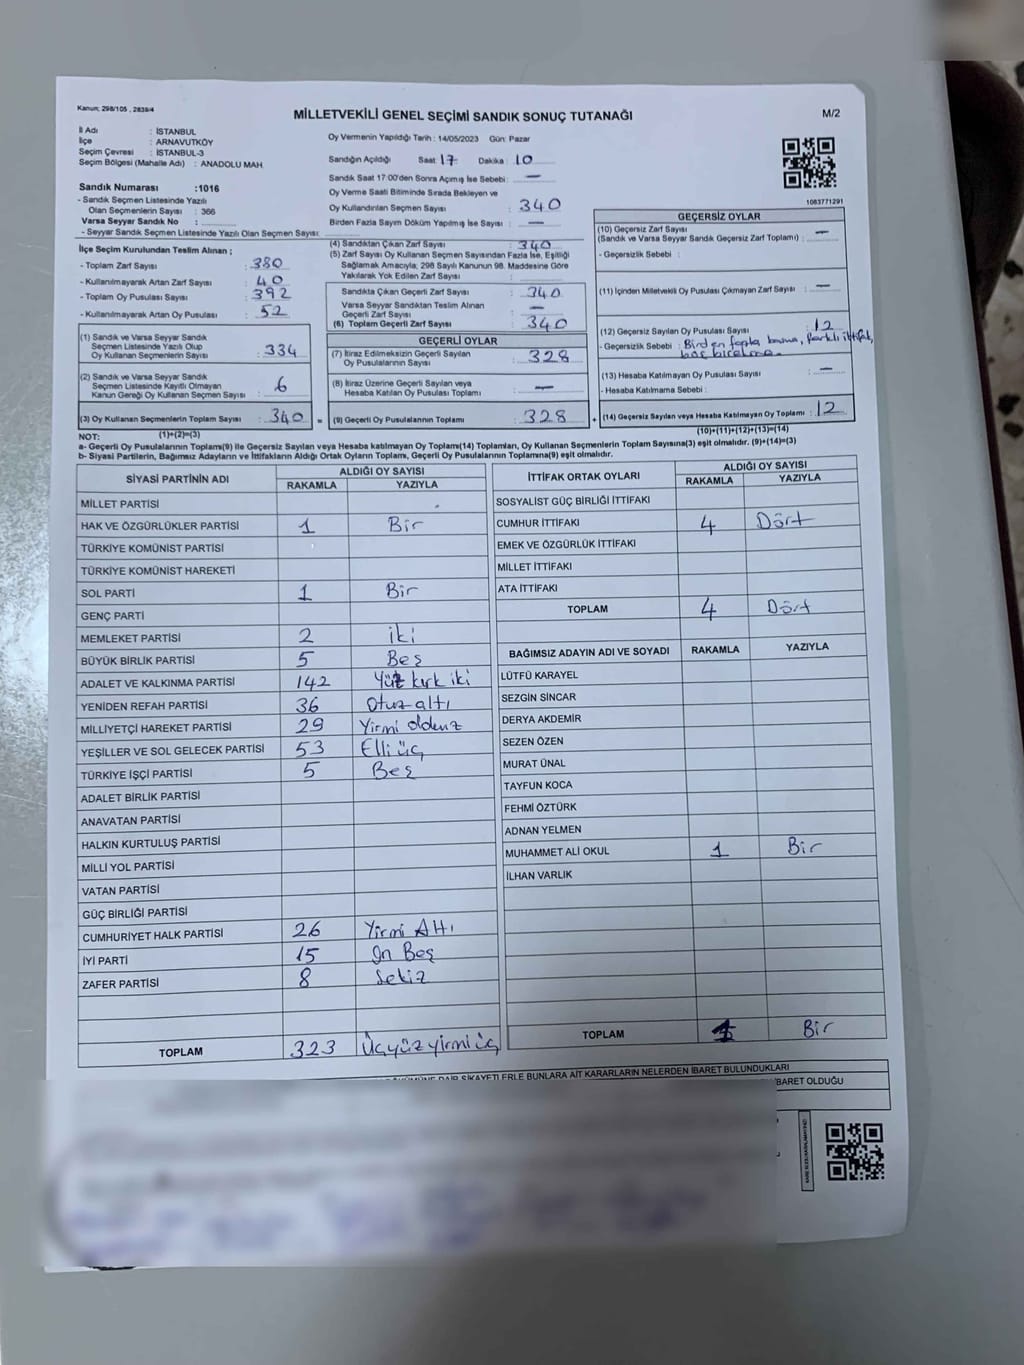 Kanun; 298/105 , 2839/4
MİLLETVEKİLİ GENEL SEÇİMİ SANDIK SONUÇ TUTANAĞI
M/2
İl Adı : İSTANBUL
İlçe : ARNAVUTKÖY
Seçim Çevresi : İSTANBUL-3
Seçim Bölgesi (Mahalle Adı) : ANADOLU MAH.
Sandık Numarası :1016
- Sandık Seçmen Listesinde Yazılı
Olan Seçmenlerin Sayısı : 366
Varsa Seyyar Sandık No :
- Seyyar Sandık Seçmen Listesinde Yazılı Olan Seçmen Sayısı:
İlçe Seçim Kurulundan Teslim Alınan ;
- Toplam Zarf Sayısı : 380
- Kullanılmayarak Artan Zarf Sayısı : 40
- Toplam Oy Pusulası Sayısı : 392
- Kullanılmayarak Artan Oy Pusulası : 52
(1) Sandık ve Varsa Seyyar Sandık
Seçmen Listesinde Yazılı Olup
Oy Kullanan Seçmenlerin Sayısı : 334
(2) Sandık ve Varsa Seyyar Sandık
Seçmen Listesinde Kayıtlı Olmayan
Kanun Gereği Oy Kullanan Seçmen Sayısı : 6
(3) Oy Kullanan Seçmenlerin Toplam Sayısı : 340 =
(1)+(2)=(3)
Oy Vermenin Yapıldığı Tarih : 14/05/2023 Gün: Pazar
Sandığın Açıldığı Saat 17 Dakika : 10
Sandık Saat 17:00'den Sonra Açımış İse Sebebi : —
Oy Verme Saati Bitiminde Sırada Bekleyen ve
Oy Kullandırılan Seçmen Sayısı : 340
Birden Fazla Sayım Döküm Yapılmış İse Sayısı : —
(4) Sandıktan Çıkan Zarf Sayısı : 340
(5) Zarf Sayısı Oy Kullanan Seçmen Sayısından Fazla İse, Eşitliği
Sağlamak Amacıyla; 298 Sayılı Kanunun 98. Maddesine Göre
Yakılarak Yok Edilen Zarf Sayısı : —
Sandıkta Çıkan Geçerli Zarf Sayısı : 340
Varsa Seyyar Sandıktan Teslim Alınan
Geçerli Zarf Sayısı : —
(6) Toplam Geçerli Zarf Sayısı : 340
GEÇERLİ OYLAR
(7) İtiraz Edilmeksizin Geçerli Sayılan
Oy Pusulalarının Sayısı : 328
(8) İtiraz Üzerine Geçerli Sayılan veya
Hesaba Katılan Oy Pusulaları Toplamı : —
(9) Geçerli Oy Pusulalarının Toplamı : 328 +
1083771291
GEÇERSİZ OYLAR
(10) Geçersiz Zarf Sayısı
(Sandık ve Varsa Seyyar Sandık Geçersiz Zarf Toplamı) : —
- Geçersizlik Sebebi :
(11) İçinden Milletvekili Oy Pusulası Çıkmayan Zarf Sayısı : —
(12) Geçersiz Sayılan Oy Pusulası Sayısı : 12
- Geçersizlik Sebebi : Birden fazla basma, farklı ittifak,
boş bırakma.
(13) Hesaba Katılmayan Oy Pusulası Sayısı : —
- Hesaba Katılmama Sebebi :
(14) Geçersiz Sayılan veya Hesaba Katılmayan Oy Toplamı : 12
(10)+(11)+(12)+(13)=(14)
NOT:
a- Geçerli Oy Pusulalarının Toplamı(9) ile Geçersiz Sayılan veya Hesaba katılmayan Oy Toplam(14) Toplamları, Oy Kullanan Seçmenlerin Toplam Sayısına(3) eşit olmalıdır. (9)+(14)=(3)
b- Siyasi Partilerin, Bağımsız Adayların ve İttifakların Aldığı Ortak Oyların Toplamı, Geçerli Oy Pusulalarının Toplamına(9) eşit olmalıdır.
SİYASİ PARTİNİN ADI ALDIĞI OY SAYISI
RAKAMLA YAZIYLA
MİLLET PARTİSİ
HAK VE ÖZGÜRLÜKLER PARTİSİ 1 Bir
TÜRKİYE KOMÜNİST PARTİSİ
TÜRKİYE KOMÜNİST HAREKETİ
SOL PARTİ 1 Bir
GENÇ PARTİ
MEMLEKET PARTİSİ 2 iki
BÜYÜK BİRLİK PARTİSİ 5 Beş
ADALET VE KALKINMA PARTİSİ 142 Yüz kırk iki
YENİDEN REFAH PARTİSİ 36 Otuz altı
MİLLİYETÇİ HAREKET PARTİSİ 29 Yirmi dokuz
YEŞİLLER VE SOL GELECEK PARTİSİ 53 Elli üç
TÜRKİYE İŞÇİ PARTİSİ 5 Beş
ADALET BİRLİK PARTİSİ
ANAVATAN PARTİSİ
HALKIN KURTULUŞ PARTİSİ
MİLLİ YOL PARTİSİ
VATAN PARTİSİ
GÜÇ BİRLİĞİ PARTİSİ
CUMHURİYET HALK PARTİSİ 26 Yirmi Altı
İYİ PARTİ 15 On Beş
ZAFER PARTİSİ 8 Sekiz
TOPLAM 323 Üçyüz yirmi üç
İTTİFAK ORTAK OYLARI ALDIĞI OY SAYISI
RAKAMLA YAZIYLA
SOSYALİST GÜÇ BİRLİĞİ İTTİFAKI
CUMHUR İTTİFAKI 4 Dört
EMEK VE ÖZGÜRLÜK İTTİFAKI
MİLLET İTTİFAKI
ATA İTTİFAKI
TOPLAM 4 Dört
BAĞIMSIZ ADAYIN ADI VE SOYADI RAKAMLA YAZIYLA
LÜTFÜ KARAYEL
SEZGİN SİNCAR
DERYA AKDEMİR
SEZEN ÖZEN
MURAT ÜNAL
TAYFUN KOCA
FEHMİ ÖZTÜRK
ADNAN YELMEN
MUHAMMET ALİ OKUL 1 Bir
İLHAN VARLIK
TOPLAM 1 Bir
ŞİKAYETLERLE BUNLARA AİT KARARLARIN NELERDEN İBARET BULUNDUKLARI
İBARET OLDUĞU